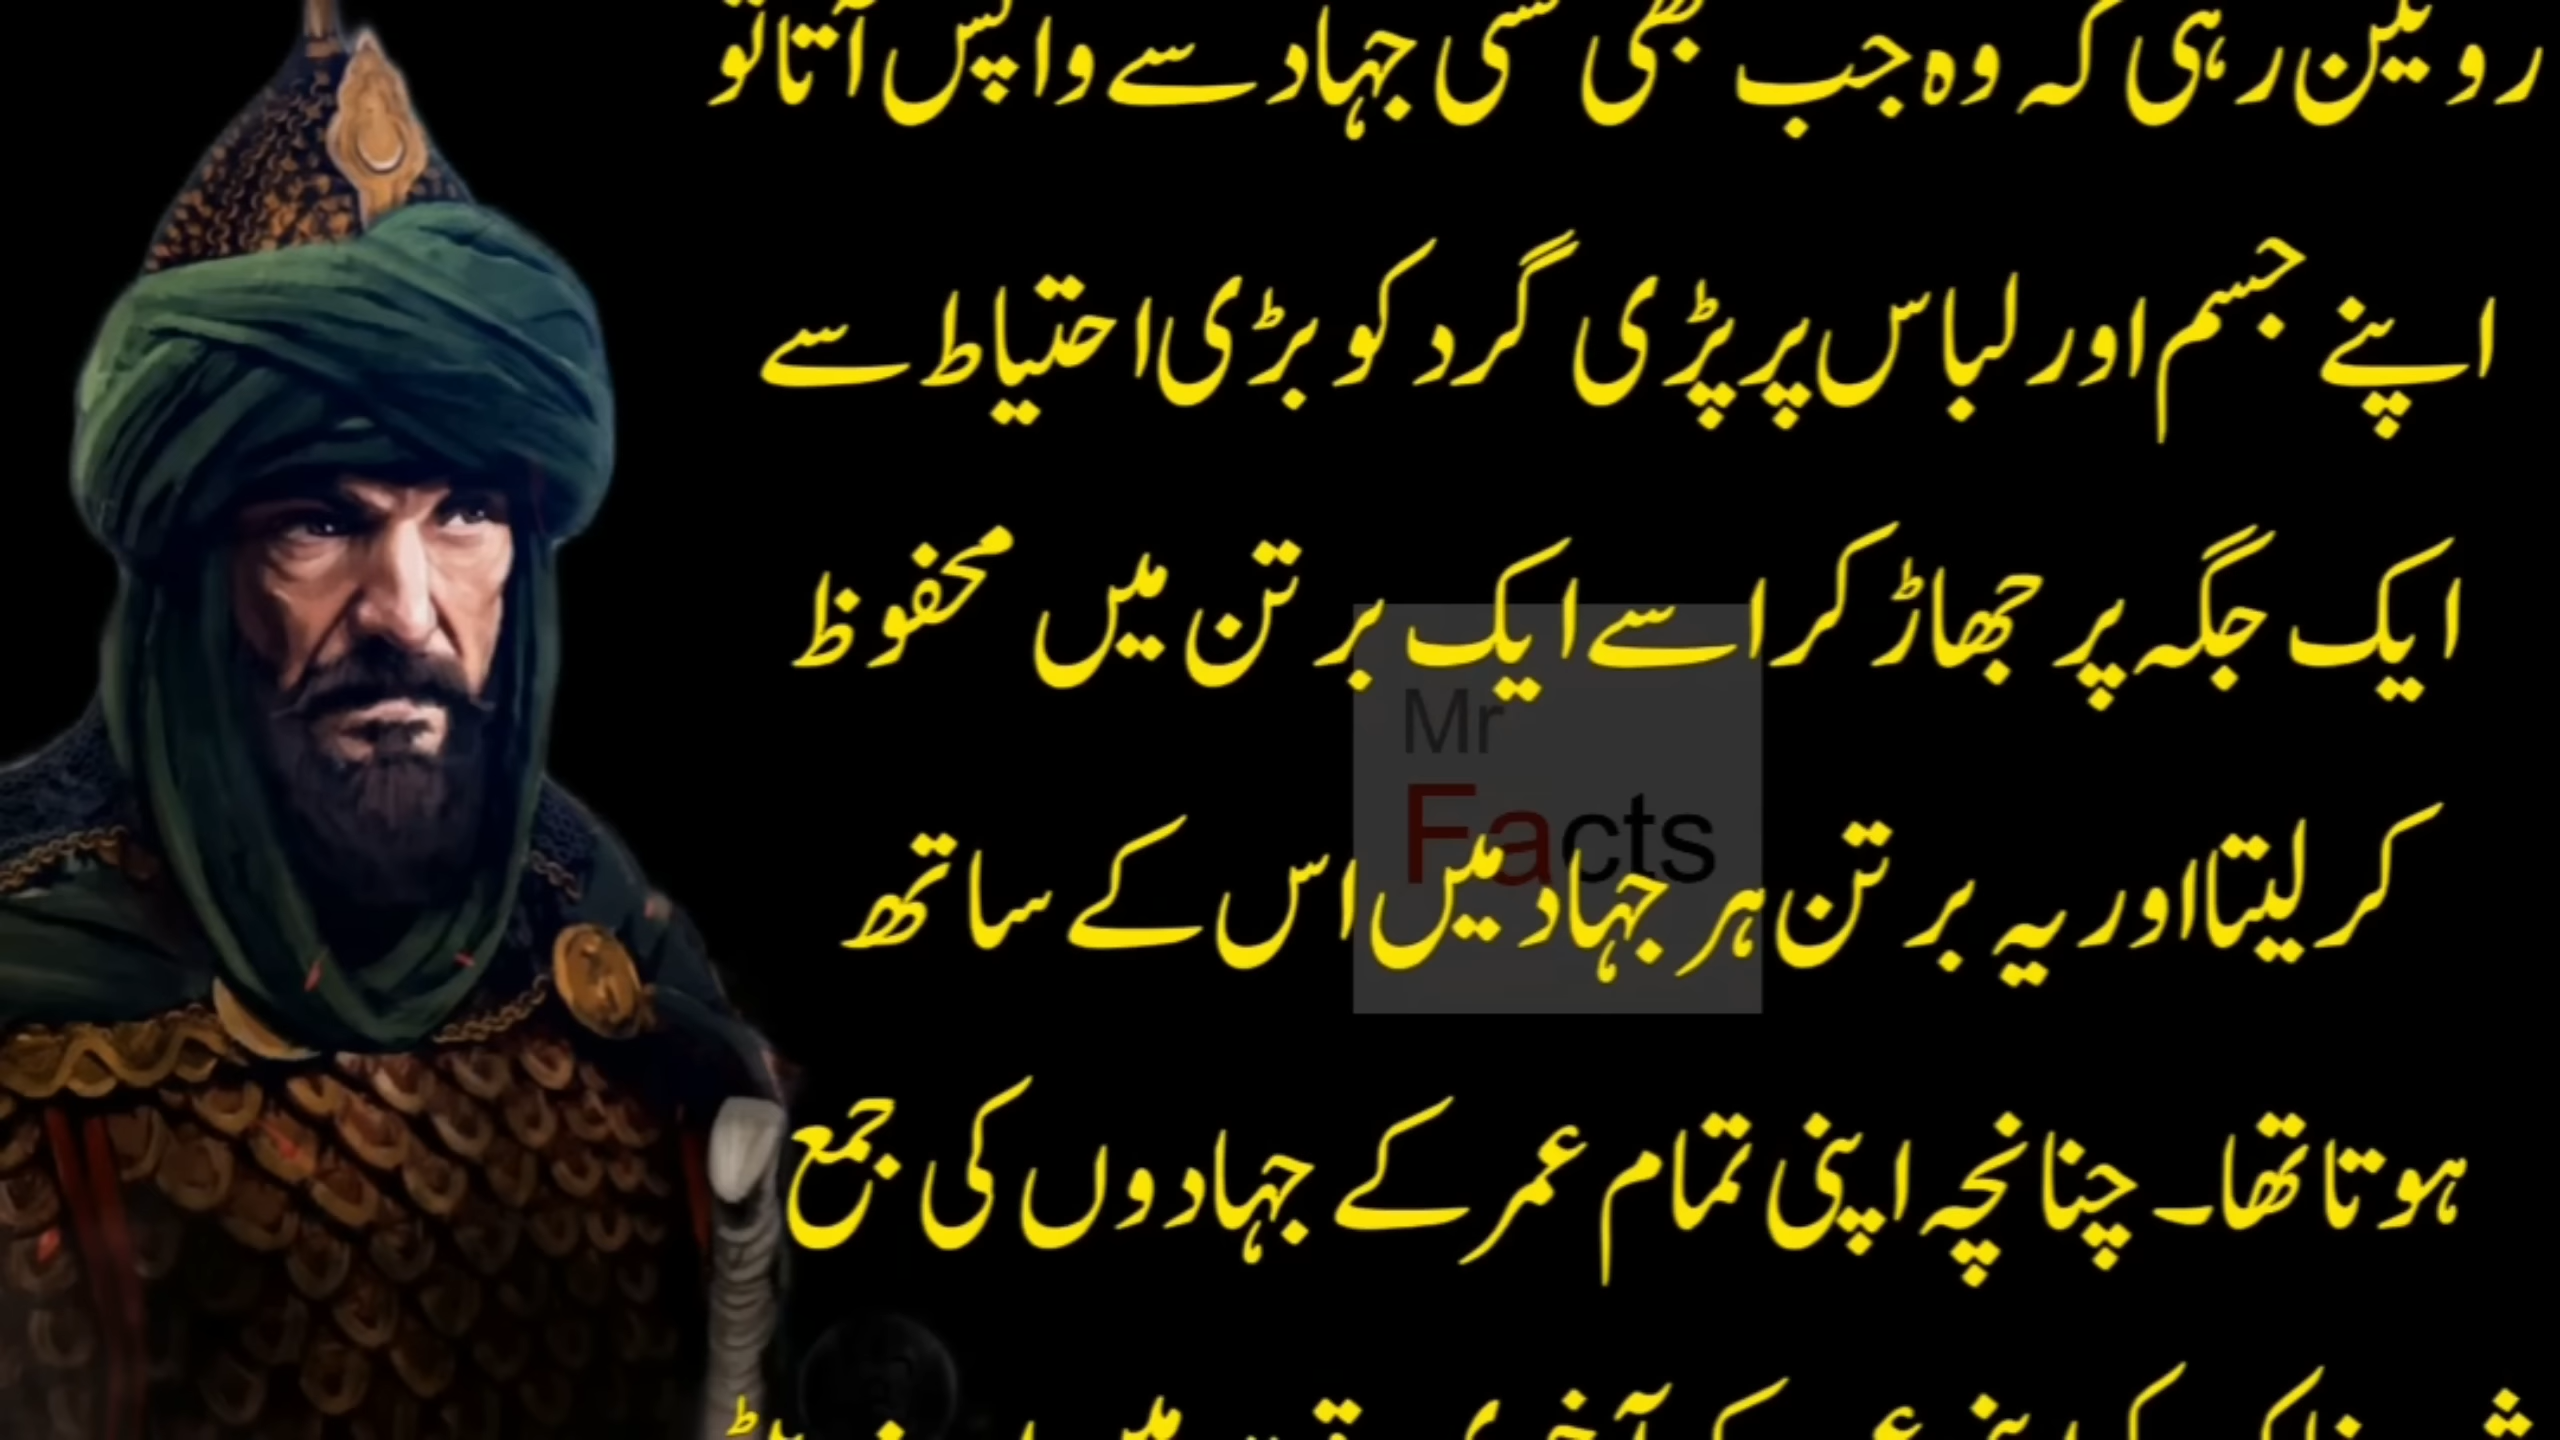 روٹین رہی کہ وہ جب بھی کسی جہاد سے واپس آتا تو
اپنے جسم اور لباس پر پڑی گرد کو بڑی احتیاط سے
ایک جگہ پر جھاڑ کر اسے ایک برتن میں محفوظ
کر لیتا اور یہ برتن ہر جہاد میں اس کے ساتھ
ہوتا تھا۔ چنانچہ اپنی تمام عمر کے جہادوں کی جمع
Mr
Facts